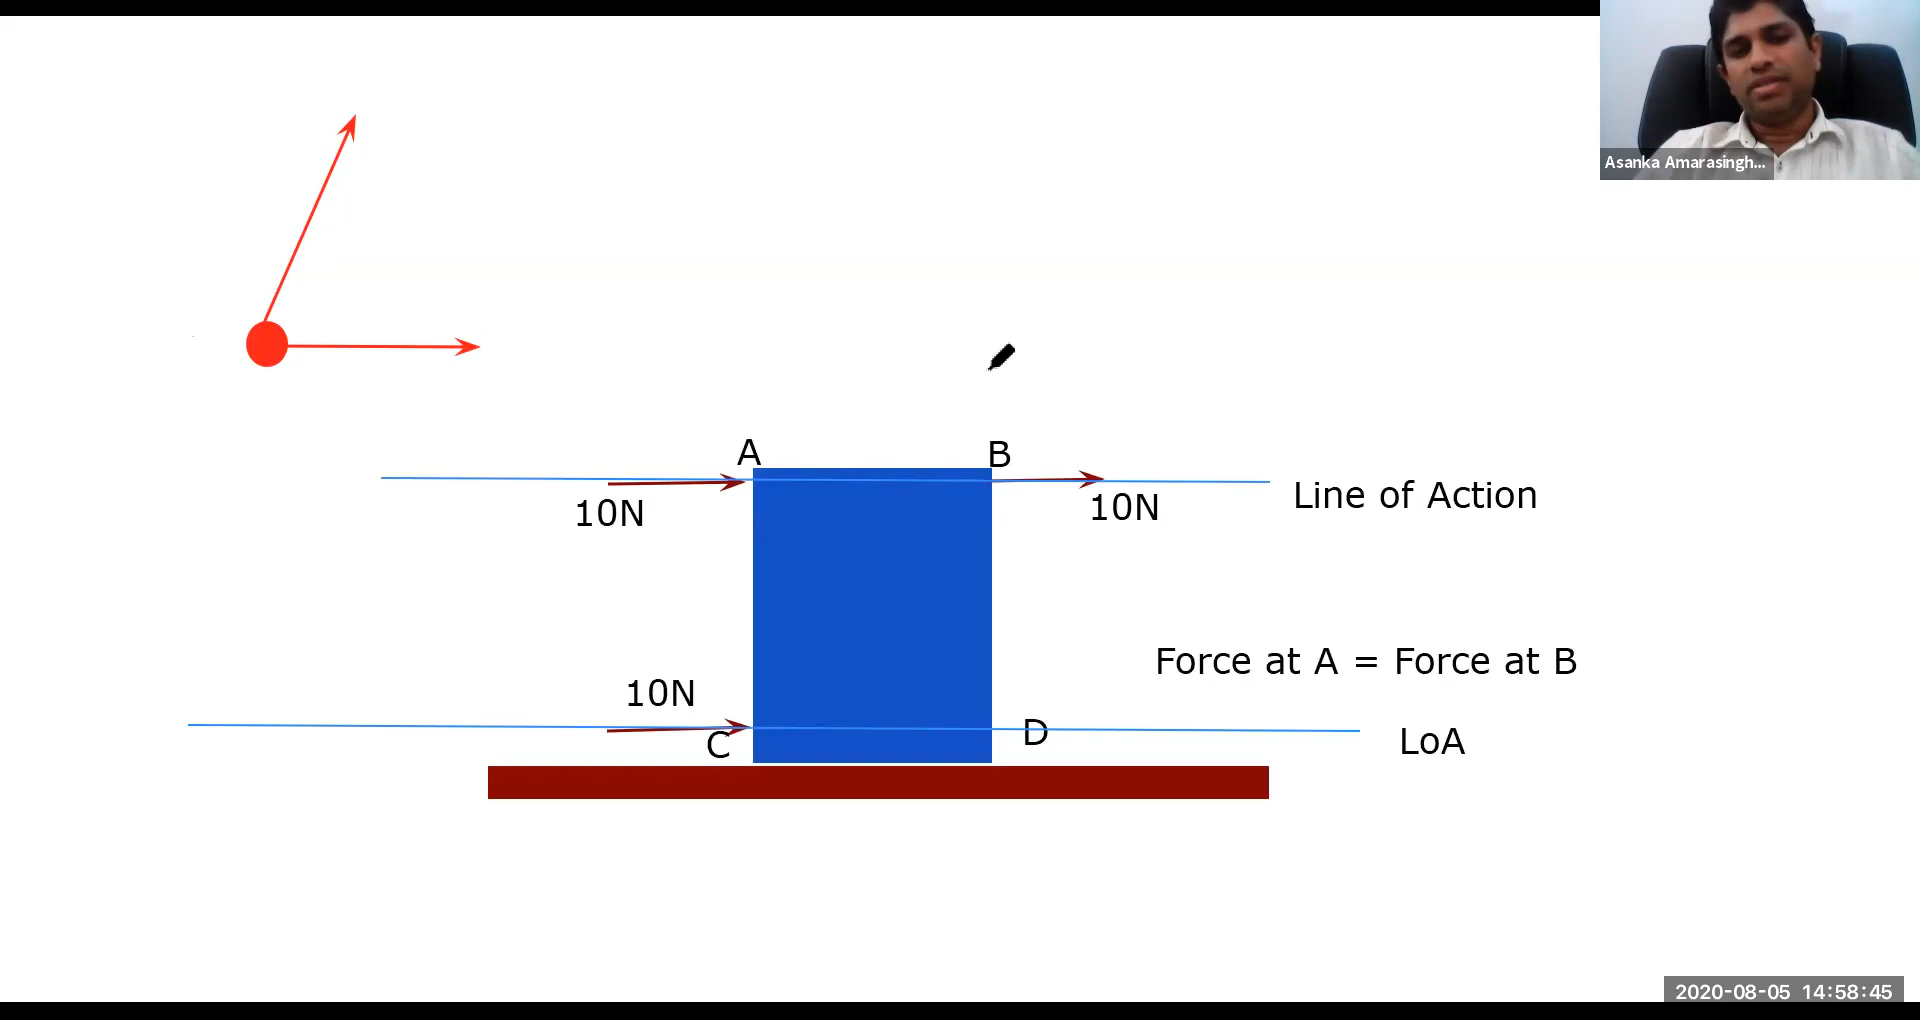 Asanka Amarasingh...
A
B
10N
10N
Line of Action
Force at A = Force at B
10N
C
D
LoA
2020-08-05 14:58:45